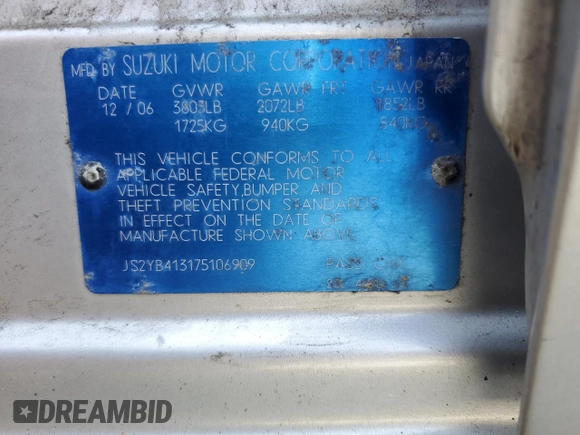 MFD. BY SUZUKI MOTOR CORPORATION JAPAN
DATE GVWR GAWR FRT GAWR RR
12 / 06 3803LB 2072LB 1852LB
1725KG 940KG 840KG
THIS VEHICLE CONFORMS TO ALL
APPLICABLE FEDERAL MOTOR
VEHICLE SAFETY,BUMPER AND
THEFT PREVENTION STANDARDS
IN EFFECT ON THE DATE OF
MANUFACTURE SHOWN ABOVE
JS2YB413175106909 PASS
DREAMBID